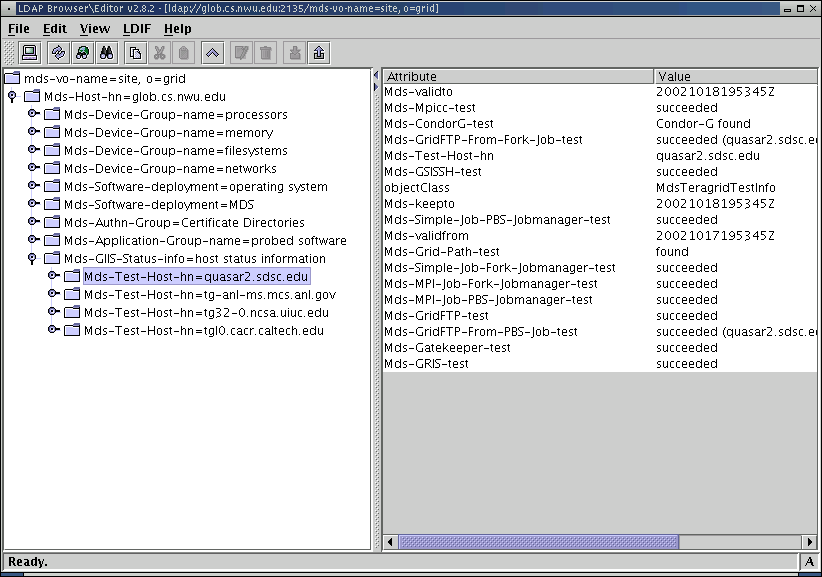 LDAP Browser\Editor v2.8.2 - [ldap://glob.cs.nwu.edu:2135/mds-vo-name=site, o=grid]
File Edit View LDIF Help
mds-vo-name=site, o=grid
Mds-Host-hn=glob.cs.nwu.edu
Mds-Device-Group-name=processors
Mds-Device-Group-name=memory
Mds-Device-Group-name=filesystems
Mds-Device-Group-name=networks
Mds-Software-deployment=operating system
Mds-Software-deployment=MDS
Mds-Authn-Group=Certificate Directories
Mds-Application-Group-name=probed software
Mds-GIIS-Status-info=host status information
Mds-Test-Host-hn=quasar2.sdsc.edu
Mds-Test-Host-hn=tg-anl-ms.mcs.anl.gov
Mds-Test-Host-hn=tg32-0.ncsa.uiuc.edu
Mds-Test-Host-hn=tgl0.cacr.caltech.edu
Attribute Value
Mds-validto 20021018195345Z
Mds-Mpicc-test succeeded
Mds-CondorG-test Condor-G found
Mds-GridFTP-From-Fork-Job-test succeeded (quasar2.sdsc.e
Mds-Test-Host-hn quasar2.sdsc.edu
Mds-GSISSH-test succeeded
objectClass MdsTeragridTestInfo
Mds-keepto 20021018195345Z
Mds-Simple-Job-PBS-Jobmanager-test succeeded
Mds-validfrom 20021017195345Z
Mds-Grid-Path-test found
Mds-Simple-Job-Fork-Jobmanager-test succeeded
Mds-MPI-Job-Fork-Jobmanager-test succeeded
Mds-MPI-Job-PBS-Jobmanager-test succeeded
Mds-GridFTP-test succeeded
Mds-GridFTP-From-PBS-Job-test succeeded (quasar2.sdsc.e
Mds-Gatekeeper-test succeeded
Mds-GRIS-test succeeded
Ready. A